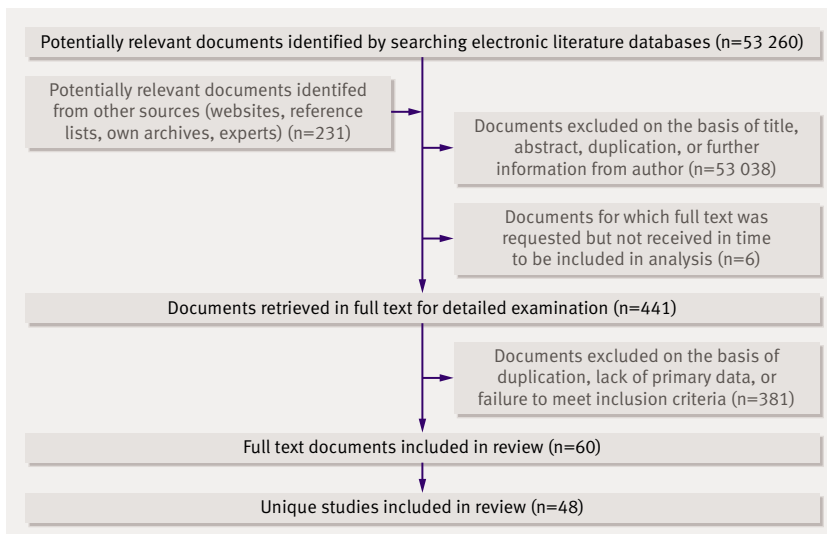 Potentially relevant documents identified by searching electronic literature databases (n=53 260)
Potentially relevant documents identifed
from other sources (websites, reference
lists, own archives, experts) (n=231)
Documents excluded on the basis of title,
abstract, duplication, or further
information from author (n=53 038)
Documents for which full text was
requested but not received in time
to be included in analysis (n=6)
Documents retrieved in full text for detailed examination (n=441)
Documents excluded on the basis of
duplication, lack of primary data, or
failure to meet inclusion criteria (n=381)
Full text documents included in review (n=60)
Unique studies included in review (n=48)